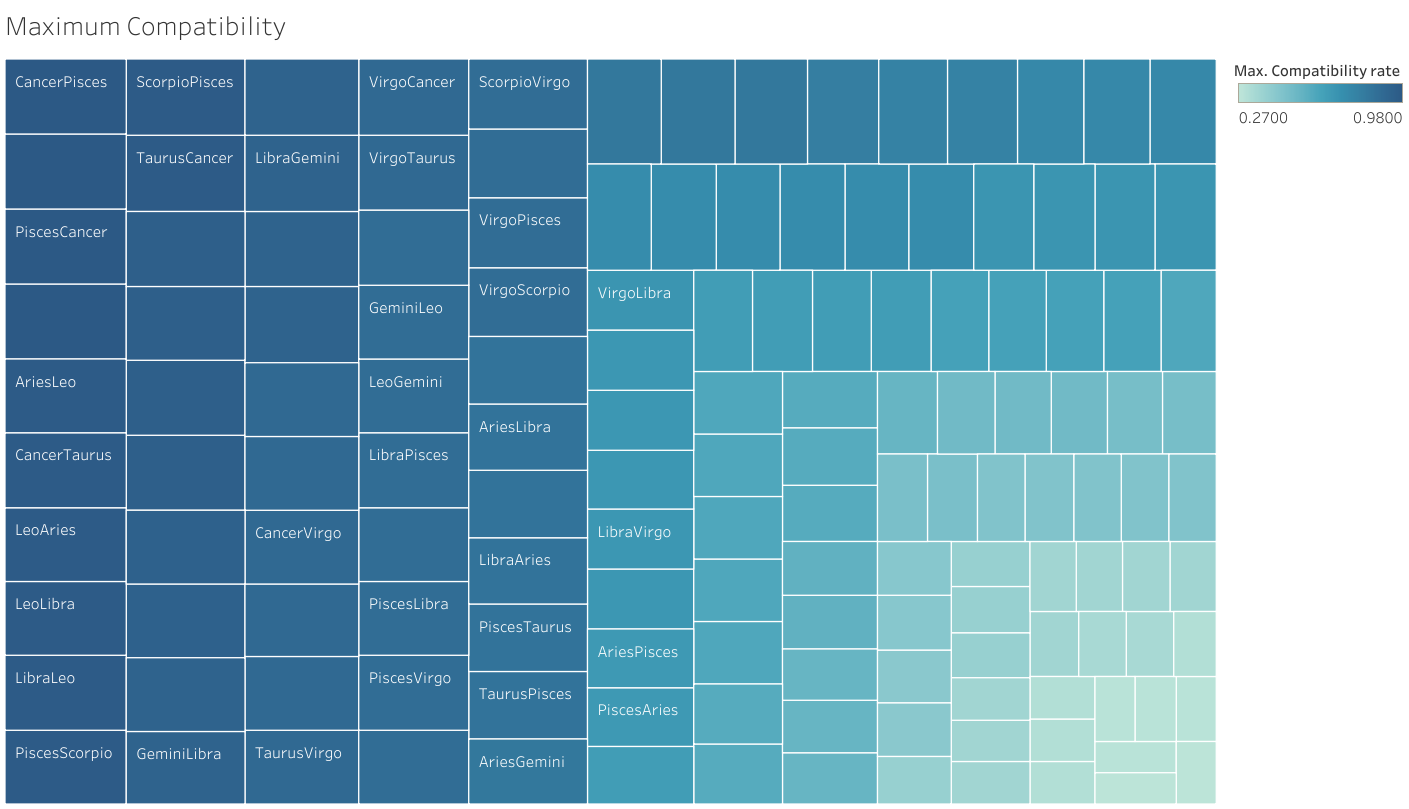 Maximum Compatibility
CancerPisces
PiscesCancer
AriesLeo
CancerTaurus
LeoAries
LeoLibra
LibraLeo
PiscesScorpio
ScorpioPisces
TaurusCancer
GeminiLibra
LibraGemini
CancerVirgo
TaurusVirgo
VirgoCancer
VirgoTaurus
GeminiLeo
LeoGemini
LibraPisces
PiscesLibra
PiscesVirgo
ScorpioVirgo
VirgoPisces
VirgoScorpio
AriesLibra
LibraAries
PiscesTaurus
TaurusPisces
AriesGemini
VirgoLibra
LibraVirgo
AriesPisces
PiscesAries
Max. Compatibility rate
0.2700 0.9800